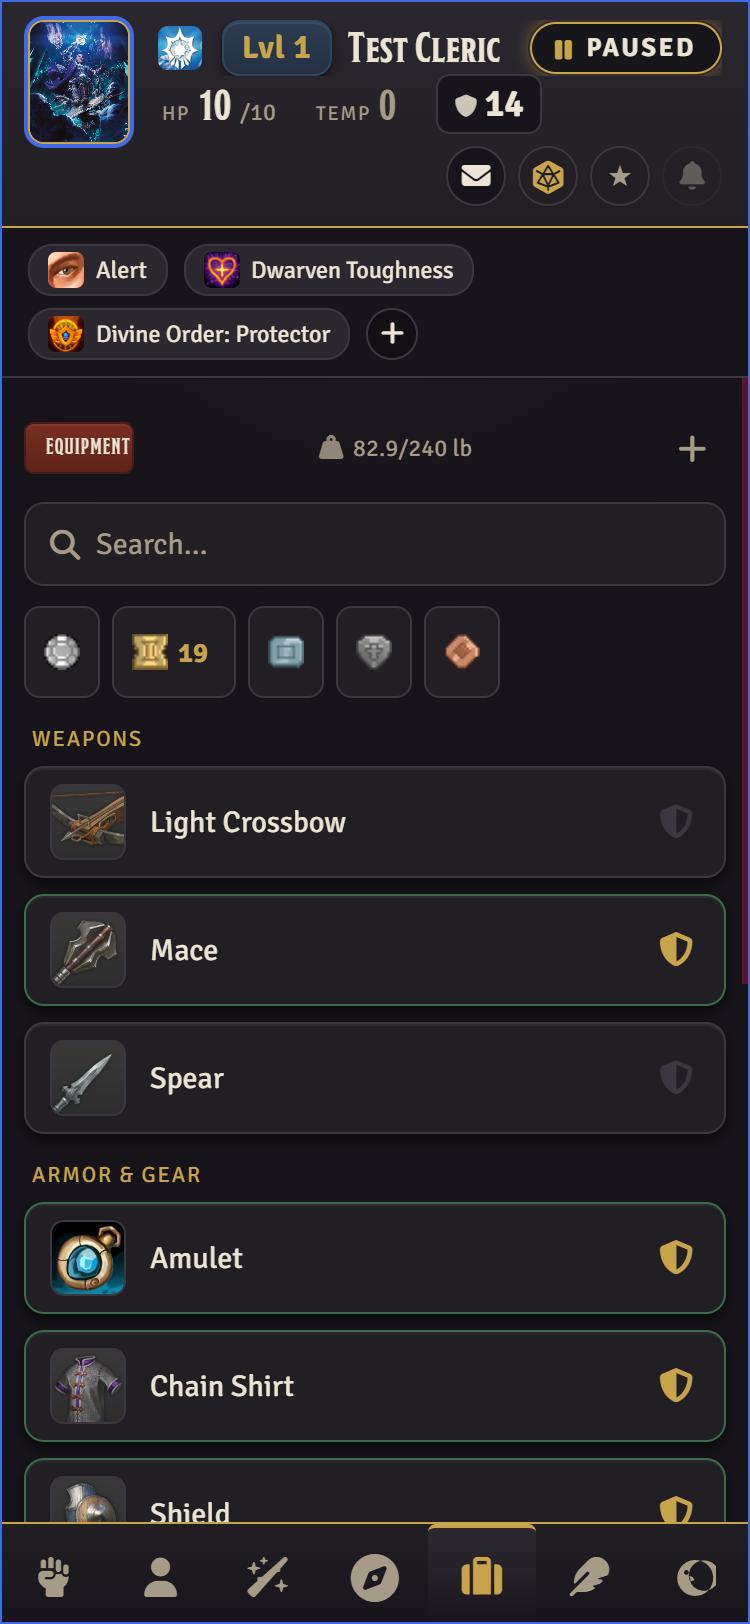 Lvl 1 Test Cleric PAUSED
HP 10 /10 TEMP 0 14
Alert Dwarven Toughness
Divine Order: Protector
EQUIPMENT 82.9/240 lb
Search...
19
WEAPONS
Light Crossbow
Mace
Spear
ARMOR & GEAR
Amulet
Chain Shirt
Shield